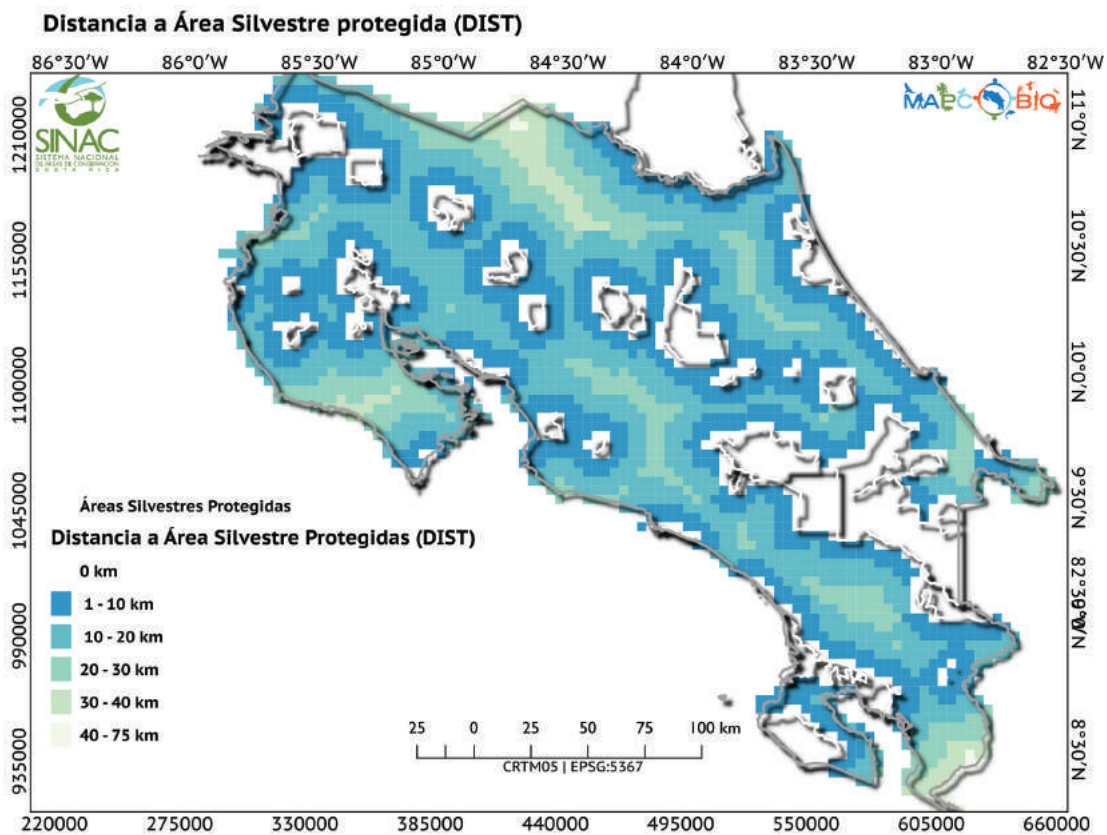 Distancia a Área Silvestre protegida (DIST)
86°30′W 86°0′W 85°30′W 85°0′W 84°30′W 84°0′W 83°30′W 83°0′W 82°30′W
SINAC
SISTEMA NACIONAL
DE ÁREAS DE CONSERVACIÓN
COSTA RICA
MAPCOBIO
1210000
1155000
1100000
1045000
990000
935000
11°0′N
10°30′N
10°0′N
9°30′N
8°30′N
Áreas Silvestres Protegidas
Distancia a Área Silvestre Protegidas (DIST)
0 km
1 - 10 km
10 - 20 km
20 - 30 km
30 - 40 km
40 - 75 km
25 0 25 50 75 100 km
CRTM05 | EPSG:5367
220000 275000 330000 385000 440000 495000 550000 605000 660000